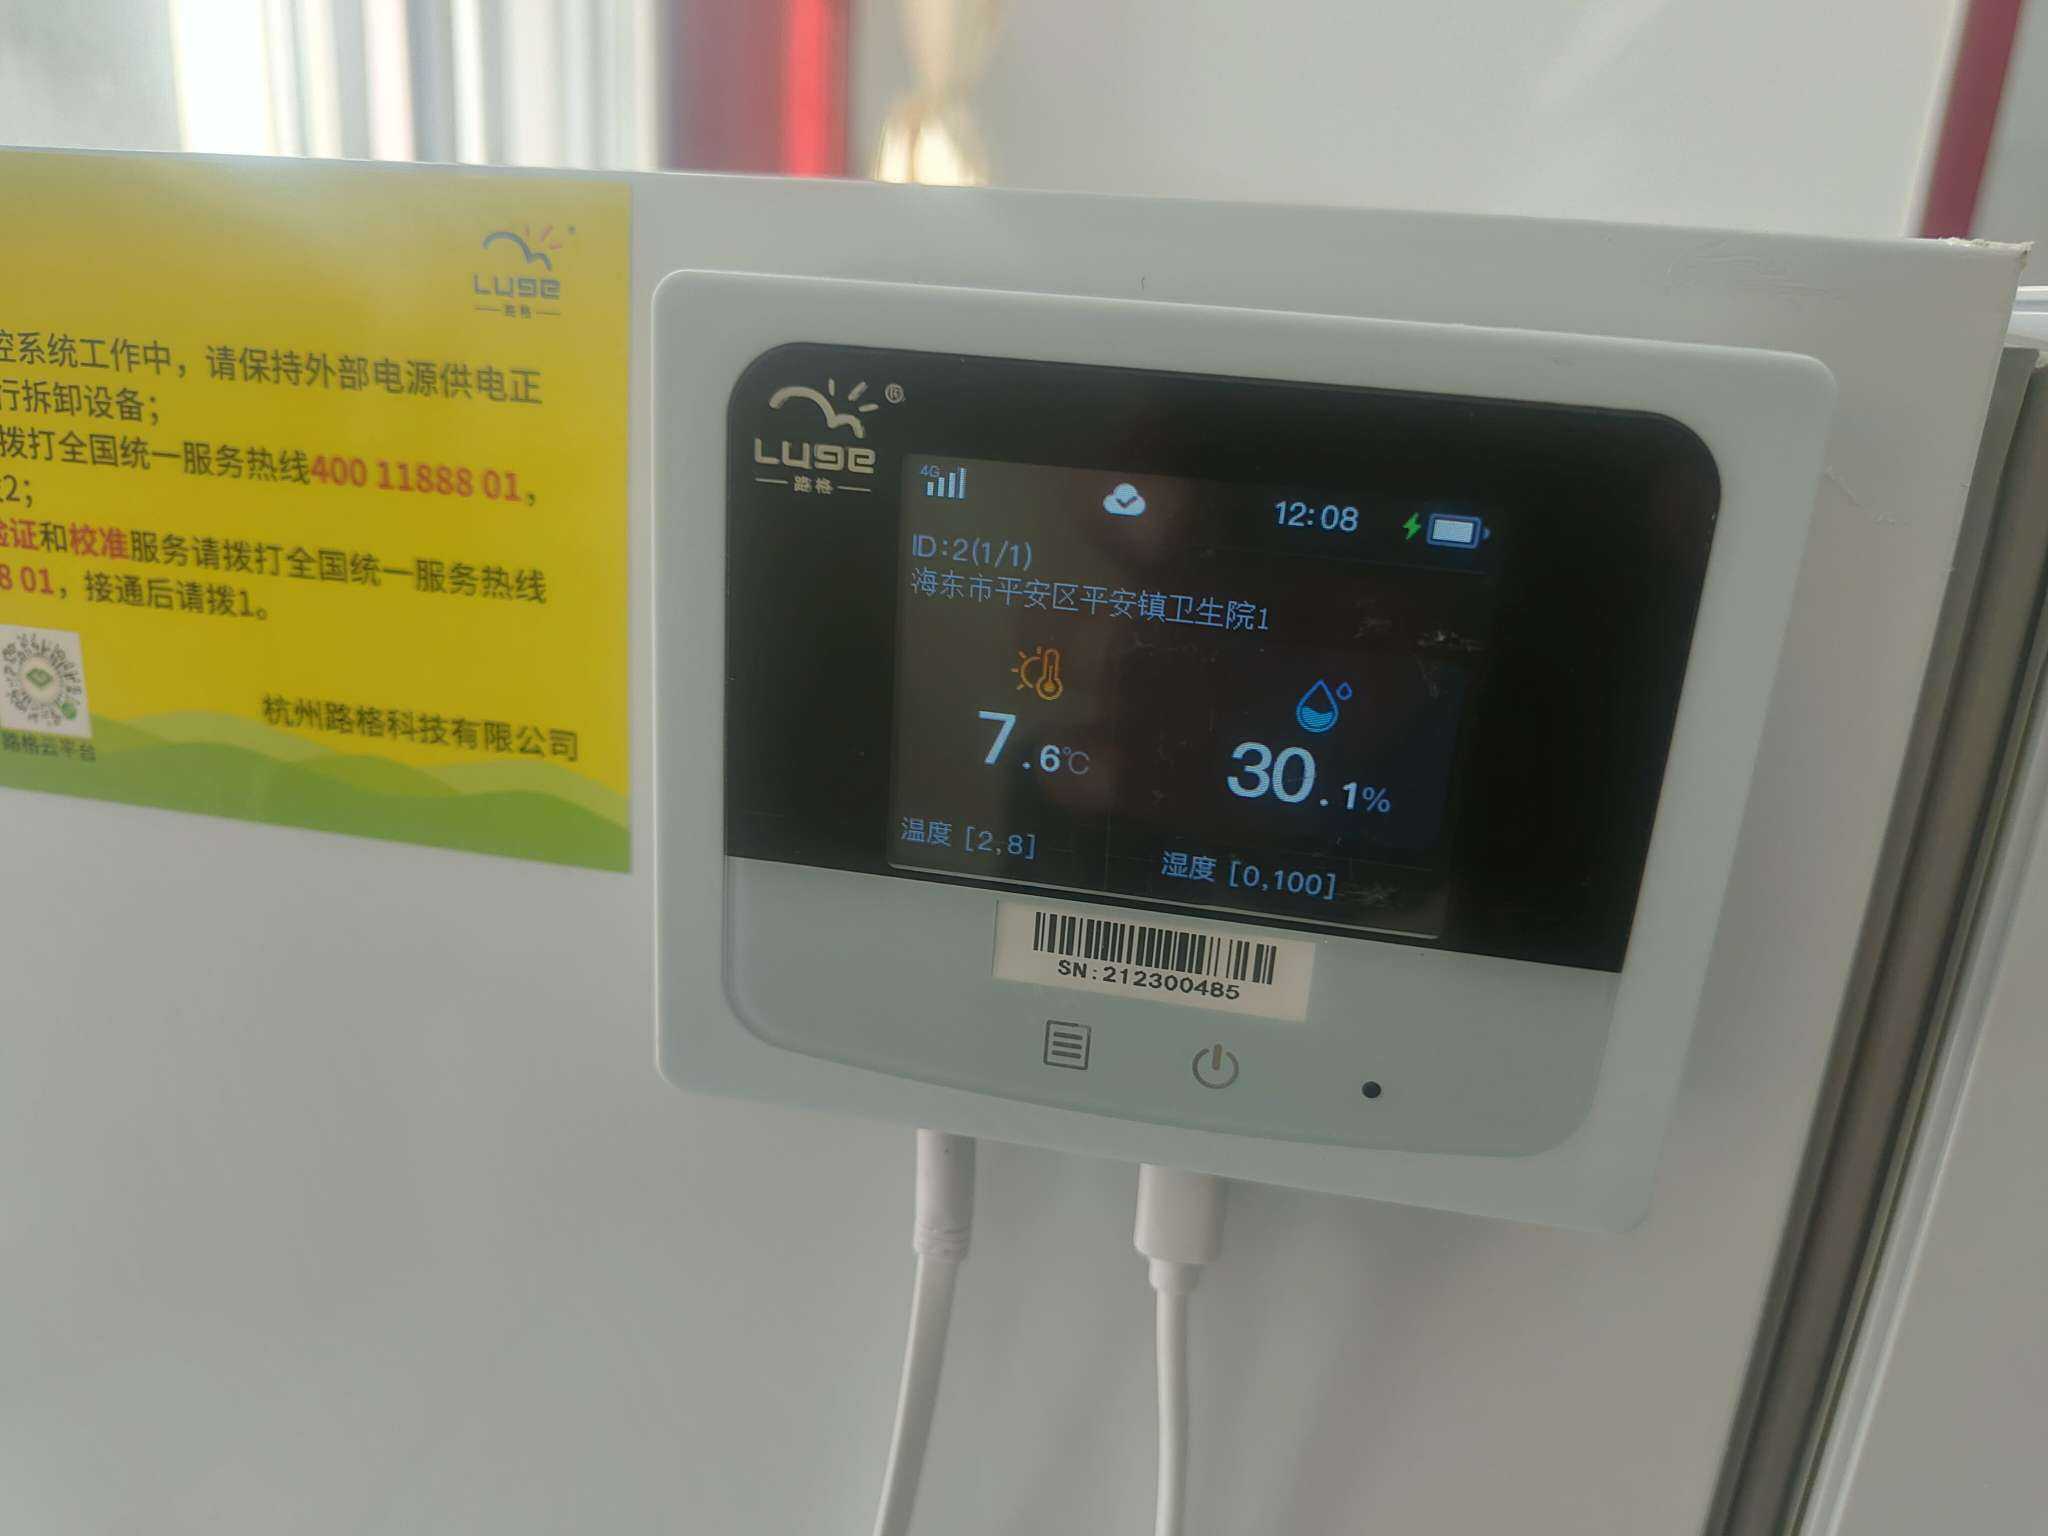 Luge
路格
控系统工作中，请保持外部电源供电正
行拆卸设备；
拨打全国统一服务热线400 11888 01，
2；
验证和校准服务请拨打全国统一服务热线
8 01，接通后请拨1。
杭州路格科技有限公司
路格云平台
®
Luge
路格
4G
12:08
ID:2(1/1)
海东市平安区平安镇卫生院1
7.6℃
30.1%
温度 [2,8]
湿度 [0,100]
SN:212300485